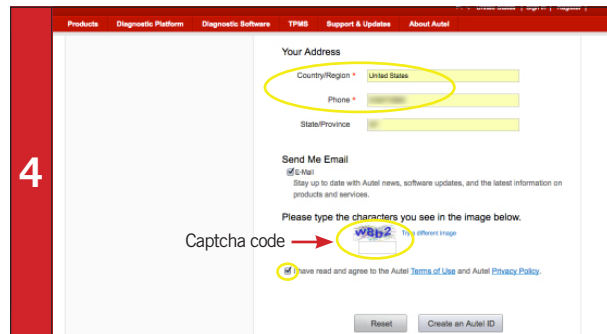 Products Diagnostic Platform Diagnostic Software TPMS Support & Updates About Autel
Your Address
Country/Region * United States
Phone *
State/Province
Send Me Email
E-Mail
Stay up to date with Autel news, software updates, and the latest information on
products and services.
4
Please type the characters you see in the image below.
Captcha code W8b2 Try a different image
I have read and agree to the Autel Terms of Use and Autel Privacy Policy.
Reset Create an Autel ID